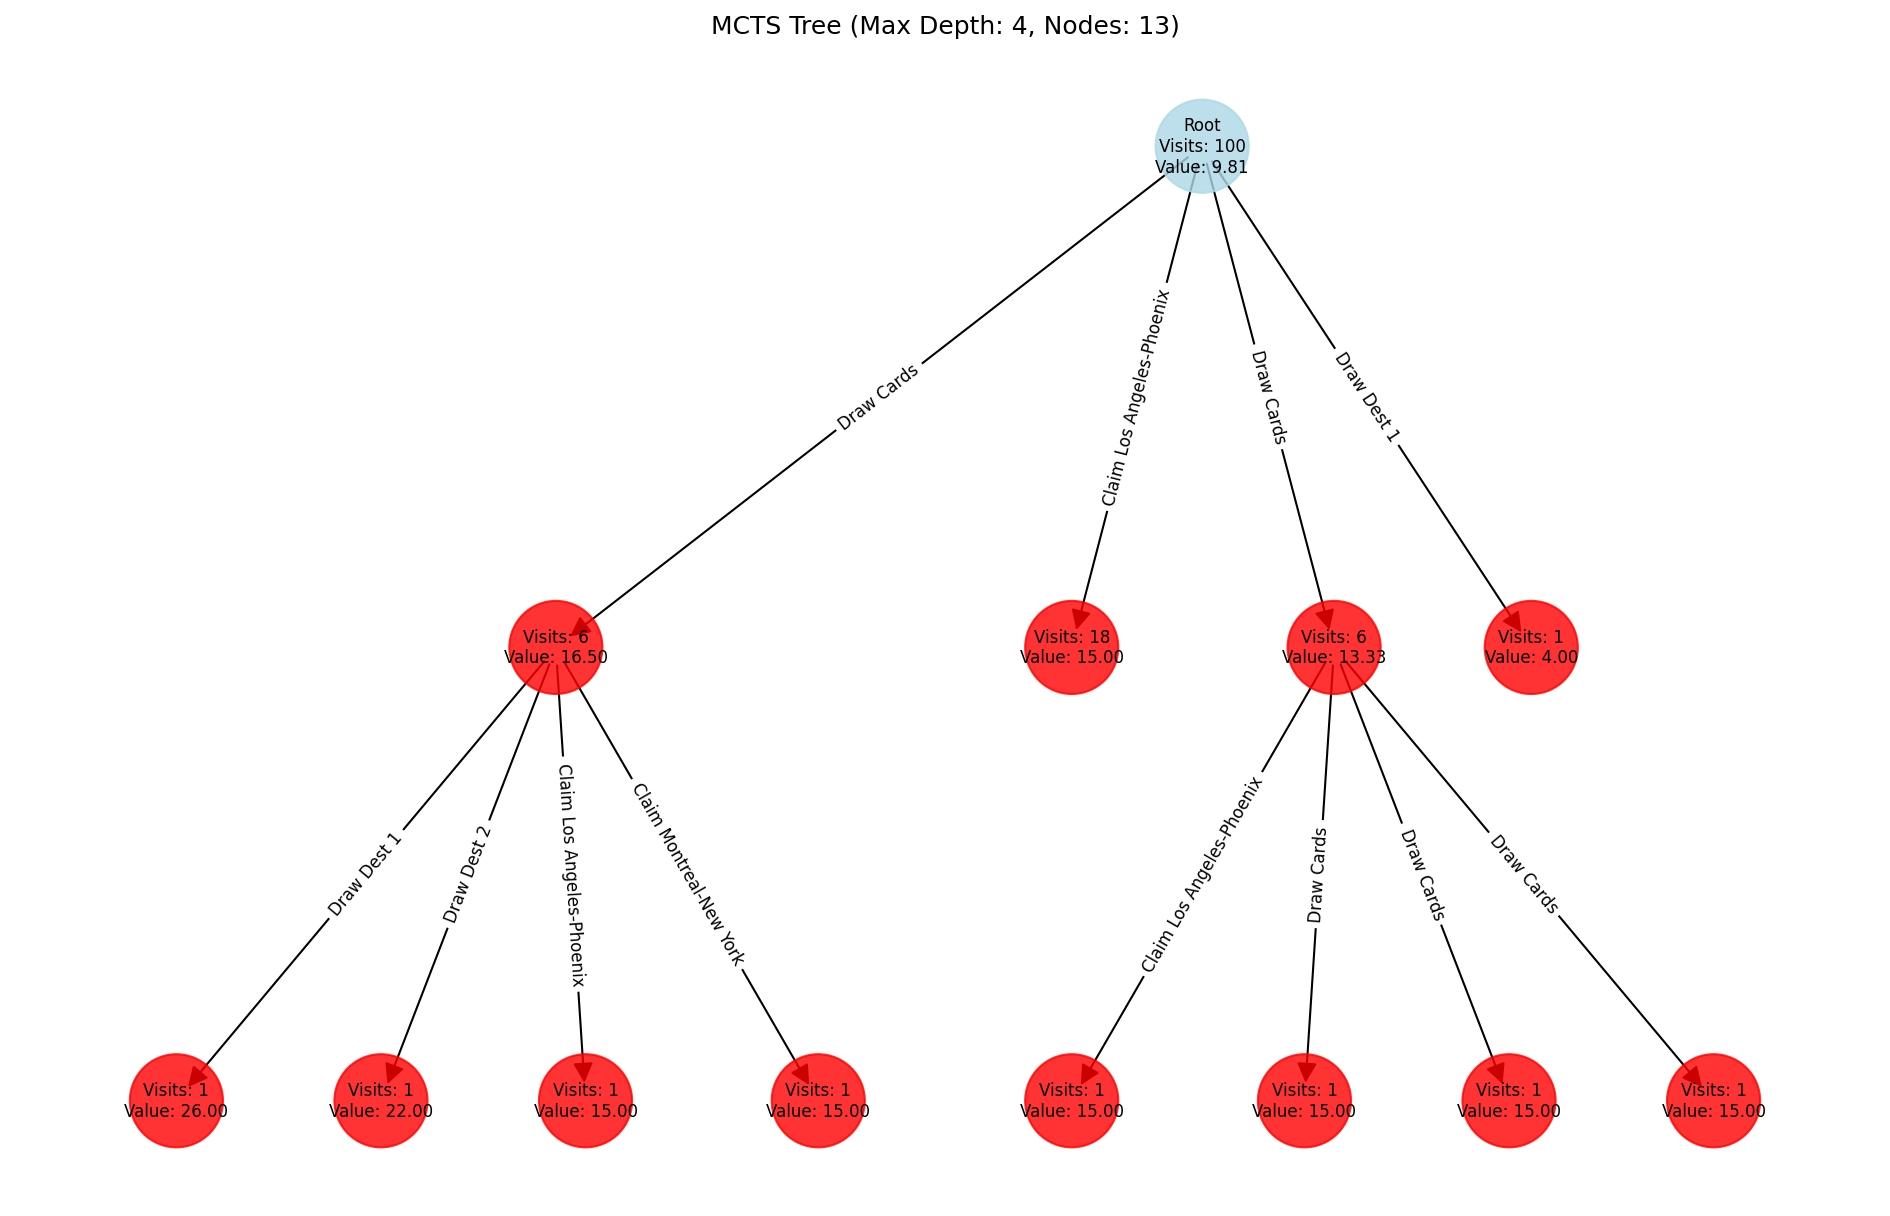 MCTS Tree (Max Depth: 4, Nodes: 13)
Root
Visits: 100
Value: 9.81
Draw Cards
Claim Los Angeles-Phoenix
Draw Cards
Draw Dest 1
Visits: 6
Value: 16.50
Visits: 18
Value: 15.00
Visits: 6
Value: 13.33
Visits: 1
Value: 4.00
Draw Dest 1
Draw Dest 2
Claim Los Angeles-Phoenix
Claim Montreal-New York
Claim Los Angeles-Phoenix
Draw Cards
Draw Cards
Draw Cards
Visits: 1
Value: 26.00
Visits: 1
Value: 22.00
Visits: 1
Value: 15.00
Visits: 1
Value: 15.00
Visits: 1
Value: 15.00
Visits: 1
Value: 15.00
Visits: 1
Value: 15.00
Visits: 1
Value: 15.00